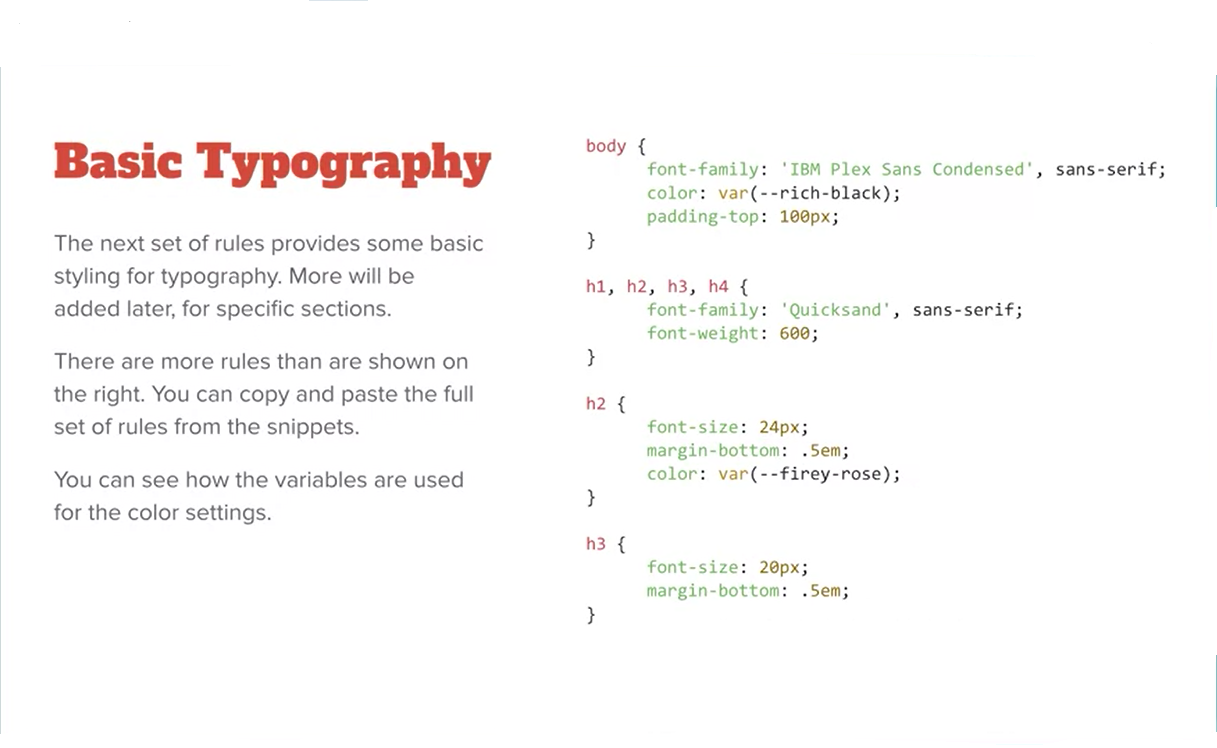 Basic Typography
The next set of rules provides some basic
styling for typography. More will be
added later, for specific sections.
There are more rules than are shown on
the right. You can copy and paste the full
set of rules from the snippets.
You can see how the variables are used
for the color settings.
body {
font-family: 'IBM Plex Sans Condensed', sans-serif;
color: var(--rich-black);
padding-top: 100px;
}
h1, h2, h3, h4 {
font-family: 'Quicksand', sans-serif;
font-weight: 600;
}
h2 {
font-size: 24px;
margin-bottom: .5em;
color: var(--firey-rose);
}
h3 {
font-size: 20px;
margin-bottom: .5em;
}